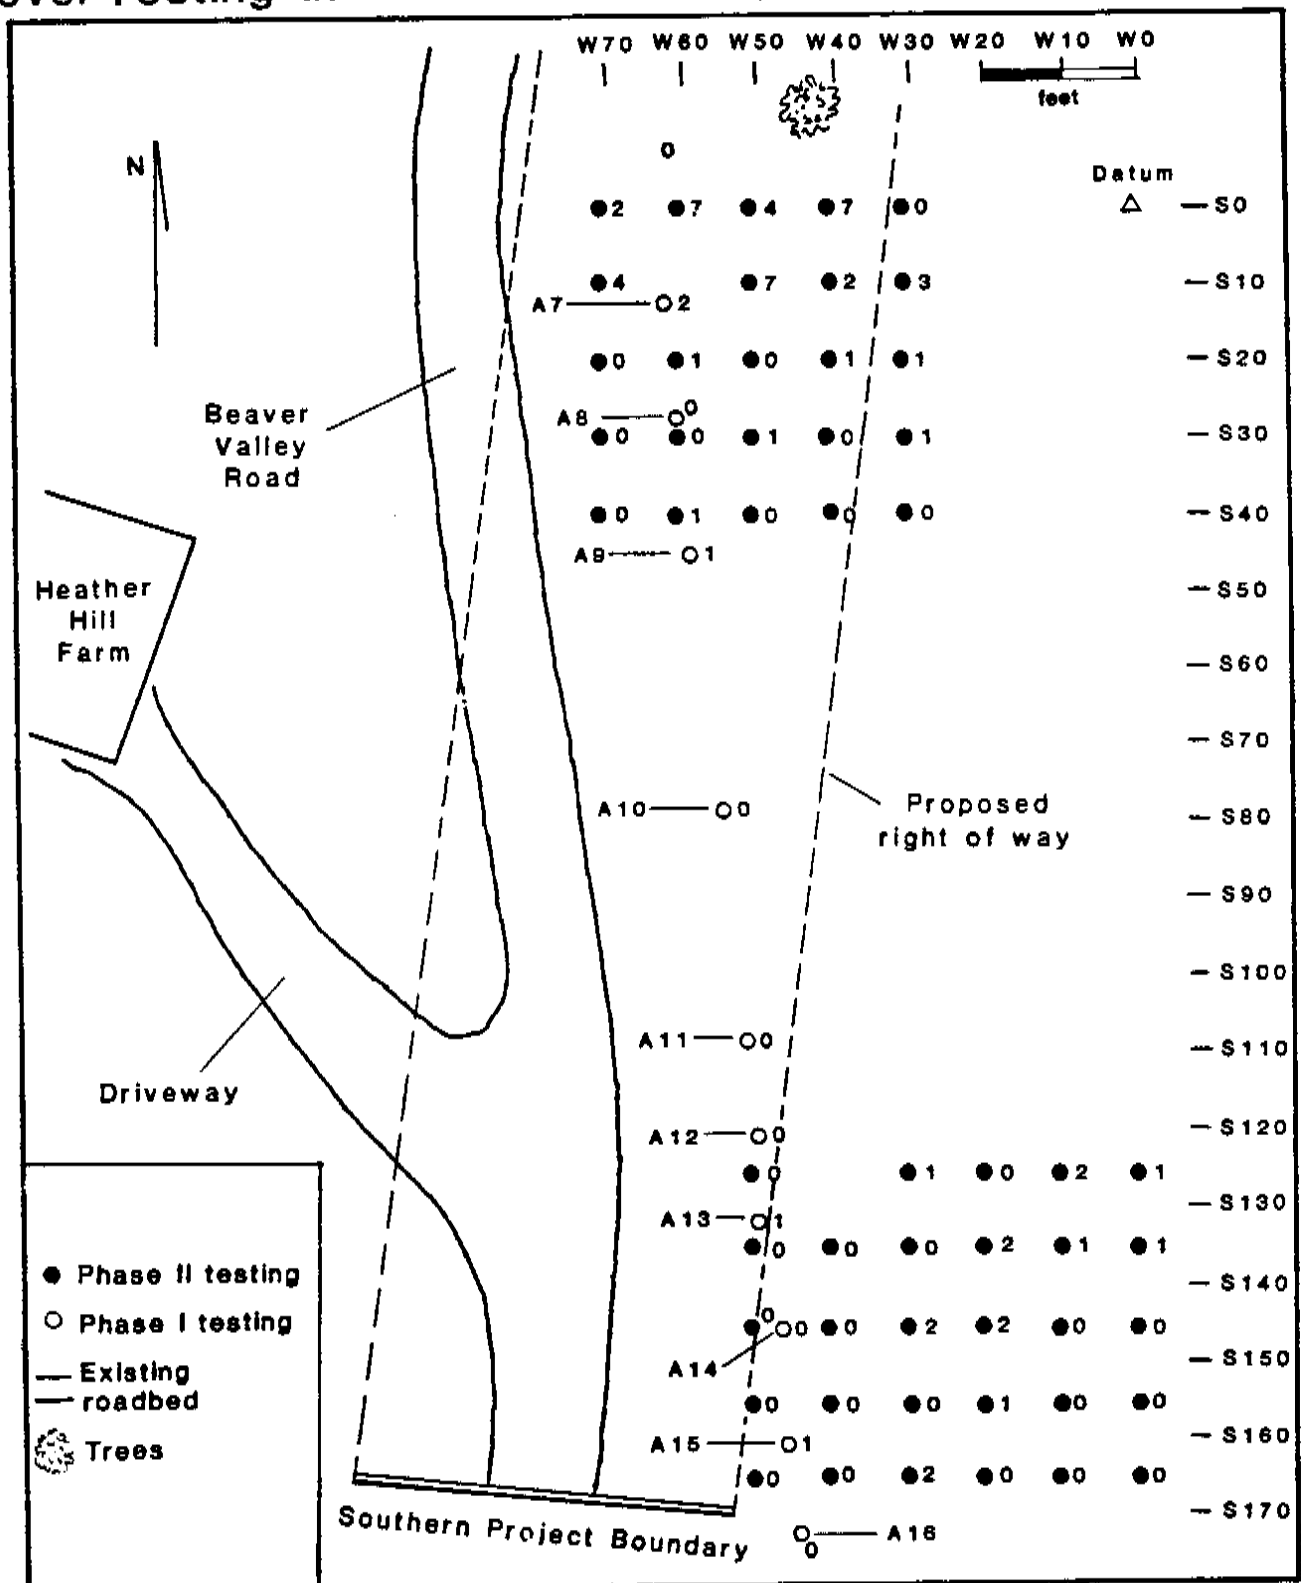 W70 W60 W50 W40 W30 W20 W10 W0
feet
N
0
Datum
2 7 4 7 0 S0
4 7 2 3 S10
A7 2
0 1 0 1 1 S20
Beaver
Valley
Road
A8 0
0 0 1 0 1 S30
0 1 0 0 0 S40
A9 1
Heather
Hill
Farm
S50
S60
S70
A10 0
Proposed
right of way
S80
S90
S100
A11 0 S110
Driveway
A12 0 S120
0 1 0 2 1
A13 1 S130
0 0 0 2 1 1
Phase II testing
S140
Phase I testing
0 0 0 2 2 0 0
A14 S150
Existing
roadbed
0 0 0 1 0 0
Trees
A15 1 S160
0 0 2 0 0 0
S170
Southern Project Boundary
0 A16